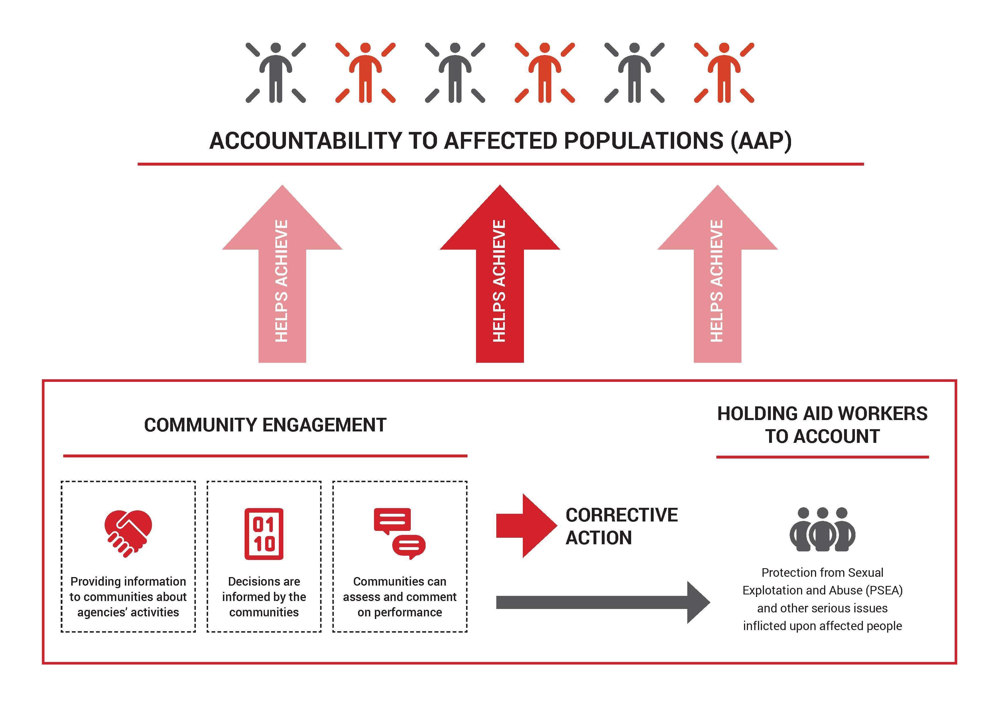 ACCOUNTABILITY TO AFFECTED POPULATIONS (AAP)
HELPS ACHIEVE
HELPS ACHIEVE
HELPS ACHIEVE
COMMUNITY ENGAGEMENT
Providing information
to communities about
agencies’ activities
01
10
Decisions are
informed by the
communities
Communities can
assess and comment
on performance
CORRECTIVE
ACTION
HOLDING AID WORKERS
TO ACCOUNT
Protection from Sexual
Explotation and Abuse (PSEA)
and other serious issues
inflicted upon affected people